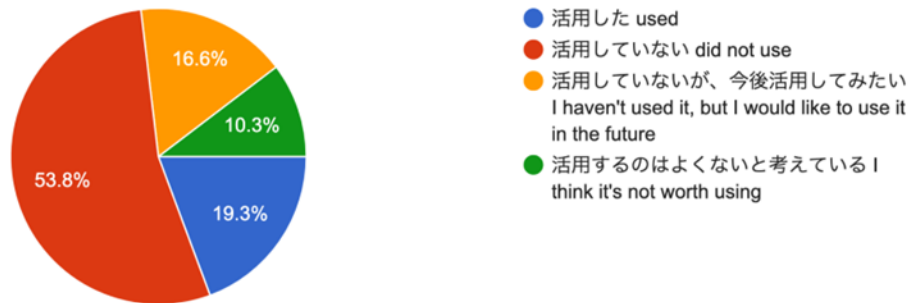 16.6%
10.3%
53.8%
19.3%
活用した used
活用していない did not use
活用していないが、今後活用してみたい
I haven't used it, but I would like to use it
in the future
活用するのはよくないと考えている I
think it's not worth using